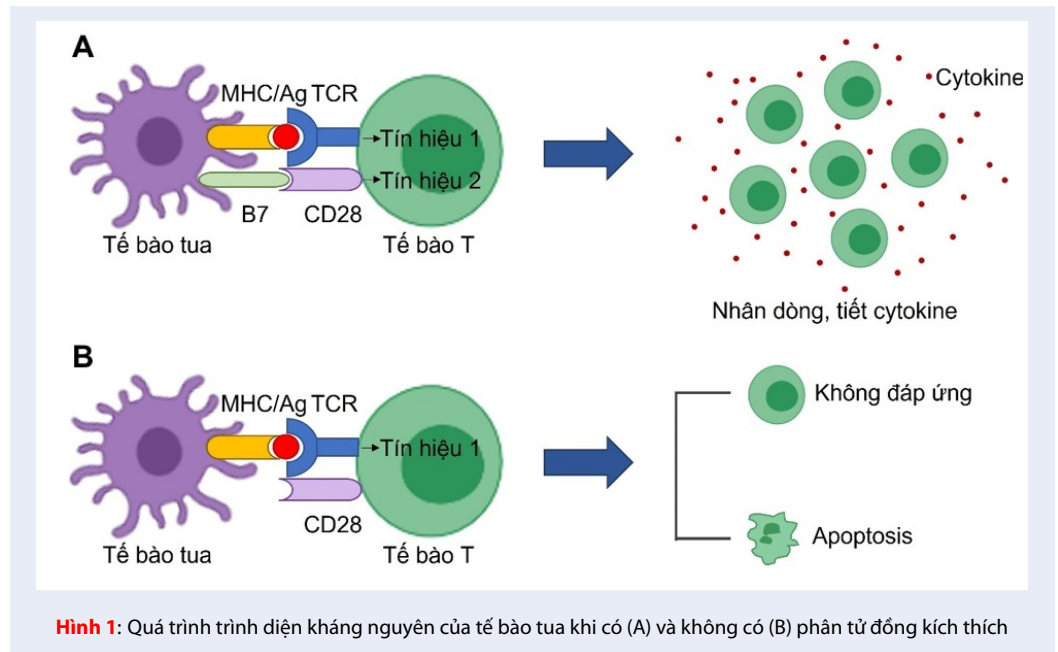 A
MHC/Ag TCR
Tín hiệu 1
Tín hiệu 2
B7 CD28
Tế bào tua Tế bào T
Cytokine
Nhân dòng, tiết cytokine
B
MHC/Ag TCR
Tín hiệu 1
CD28
Tế bào tua Tế bào T
Không đáp ứng
Apoptosis
Hình 1: Quá trình trình diện kháng nguyên của tế bào tua khi có (A) và không có (B) phân tử đồng kích thích